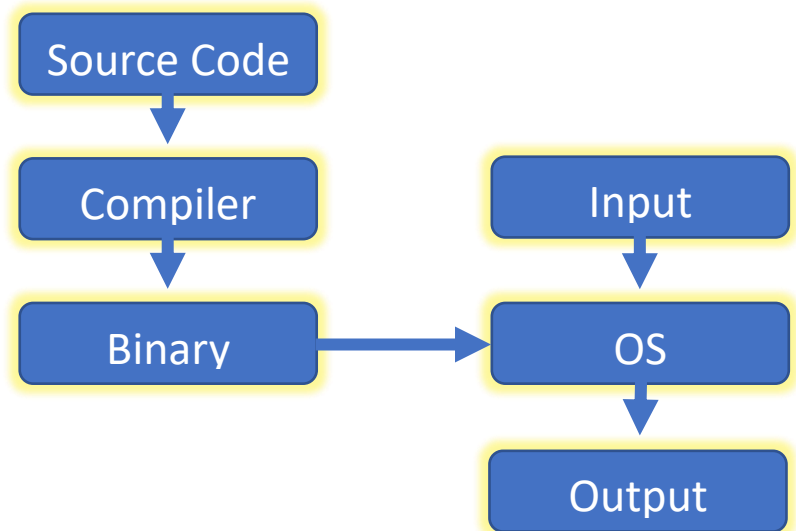 Source Code
Compiler
Input
Binary
OS
Output